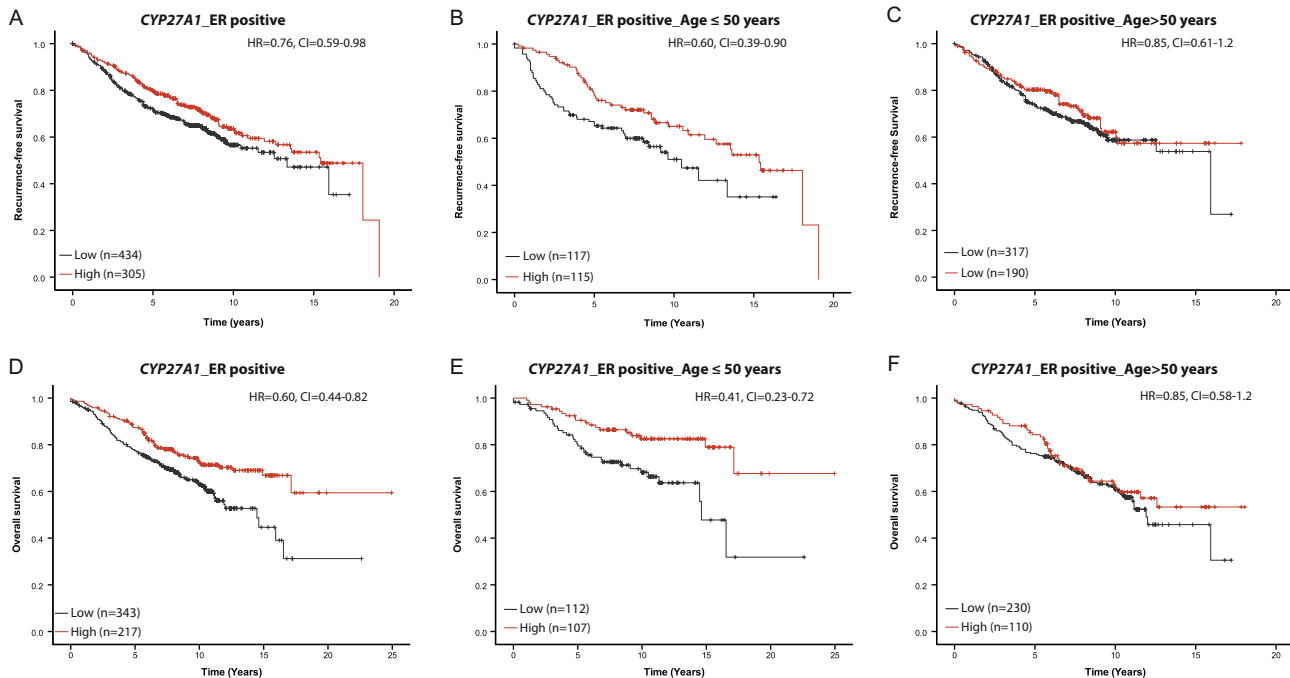 A
CYP27A1_ER positive
HR=0.76, CI=0.59-0.98
1.0
0.8
0.6
0.4
0.2
0.0
Recurrence-free survival
Low (n=434)
High (n=305)
0 5 10 15 20
Time (years)
B
CYP27A1_ER positive_Age ≤ 50 years
HR=0.60, CI=0.39-0.90
1.0
0.8
0.6
0.4
0.2
0.0
Recurrence-free survival
Low (n=117)
High (n=115)
0 5 10 15 20
Time (Years)
C
CYP27A1_ER positive_Age>50 years
HR=0.85, CI=0.61-1.2
1.0
0.8
0.6
0.4
0.2
0.0
Recurrence-free Survival
Low (n=317)
Low (n=190)
0 5 10 15 20
Time (Years)
D
CYP27A1_ER positive
HR=0.60, CI=0.44-0.82
1.0
0.8
0.6
0.4
0.2
0.0
Overall survival
Low (n=343)
High (n=217)
0 5 10 15 20 25
Time (Years)
E
CYP27A1_ER positive_Age ≤ 50 years
HR=0.41, CI=0.23-0.72
1.0
0.8
0.6
0.4
0.2
0.0
Overall survival
Low (n=112)
High (n=107)
0 5 10 15 20 25
Time (Years)
F
CYP27A1_ER positive_Age>50 years
HR=0.85, CI=0.58-1.2
1.0
0.8
0.6
0.4
0.2
0.0
Overall survival
Low (n=230)
High (n=110)
0 5 10 15 20
Time (Years)